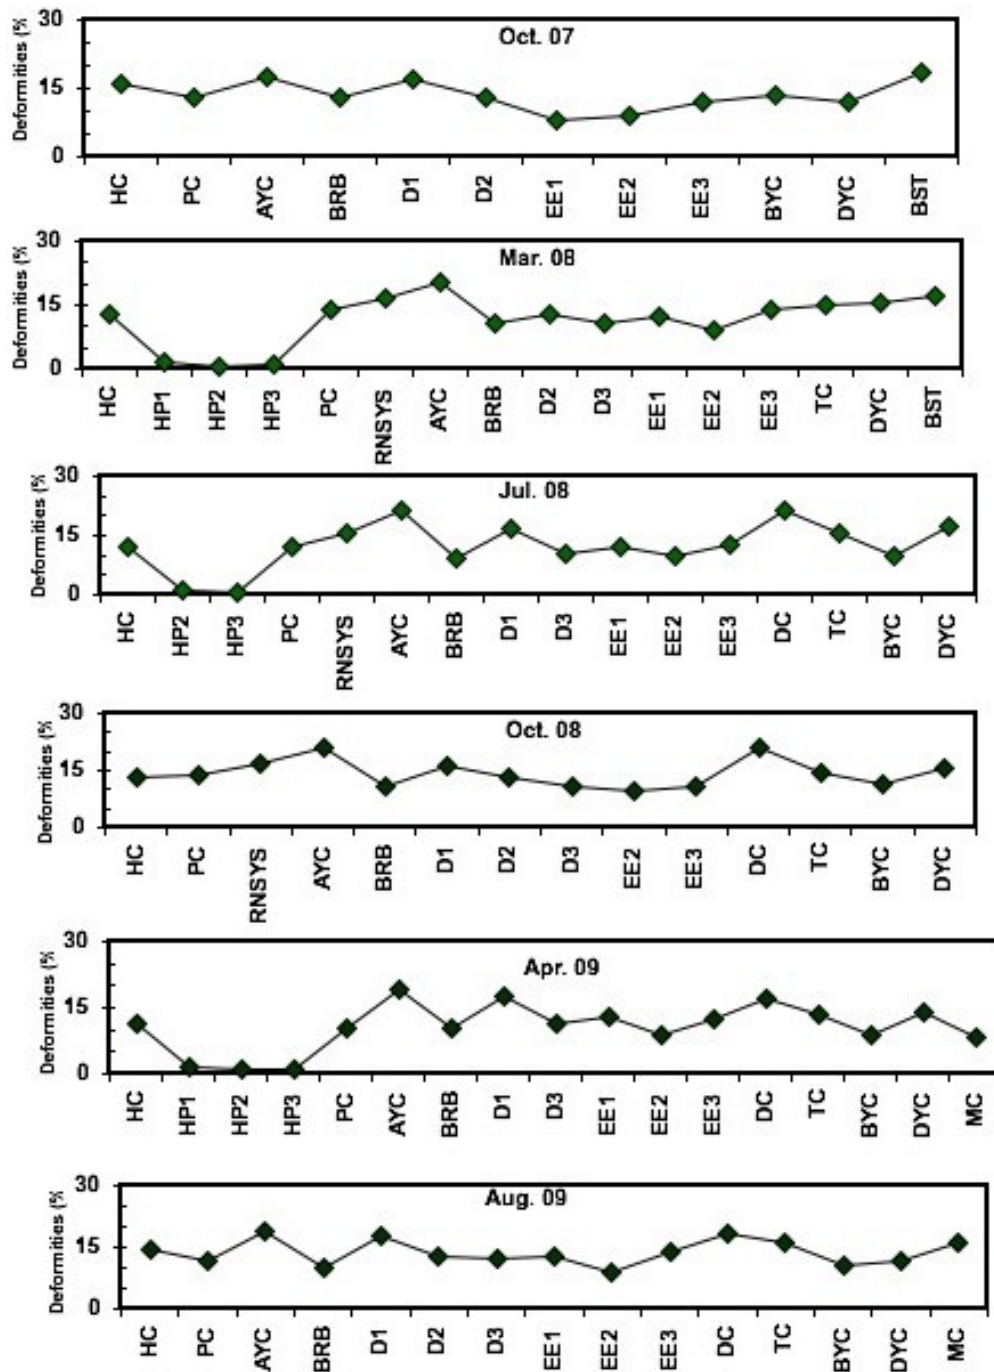 Deformities (%
30
15
0
Oct. 07
HC PC AYC BRB D1 D2 EE1 EE2 EE3 BYC DYC BST
Deformities (%
30
15
0
Mar. 08
HC HP1 HP2 HP3 PC RNSYS AYC BRB D2 D3 EE1 EE2 EE3 TC DYC BST
Deformities (%
30
15
0
Jul. 08
HC HP2 HP3 PC RNSYS AYC BRB D1 D3 EE1 EE2 EE3 DC TC BYC DYC
Deformities (%
30
15
0
Oct. 08
HC PC RNSYS AYC BRB D1 D2 D3 EE2 EE3 DC TC BYC DYC
Deformities (%
30
15
0
Apr. 09
HC HP1 HP2 HP3 PC AYC BRB D1 D3 EE1 EE2 EE3 DC TC BYC DYC MC
Deformities (%
30
15
0
Aug. 09
HC PC AYC BRB D1 D2 D3 EE1 EE2 EE3 DC TC BYC DYC MC